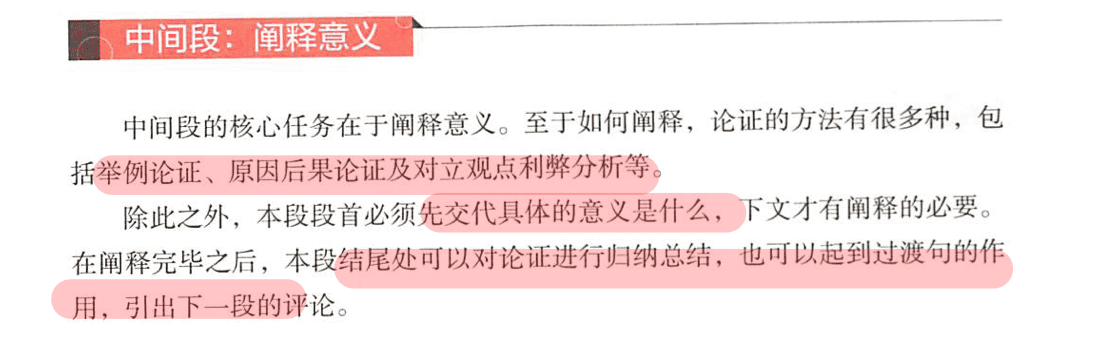 中间段：阐释意义
中间段的核心任务在于阐释意义。至于如何阐释，论证的方法有很多种，包
括举例论证、原因后果论证及对立观点利弊分析等。
除此之外，本段段首必须先交代具体的意义是什么，下文才有阐释的必要。
在阐释完毕之后，本段结尾处可以对论证进行归纳总结，也可以起到过渡句的作
用，引出下一段的评论。